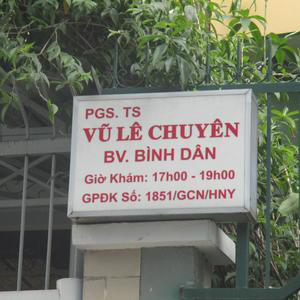 PGS. TS
VŨ LÊ CHUYÊN
BV. BÌNH DÂN
Giờ Khám: 17h00 - 19h00
GPĐK Số: 1851/GCN/HNY